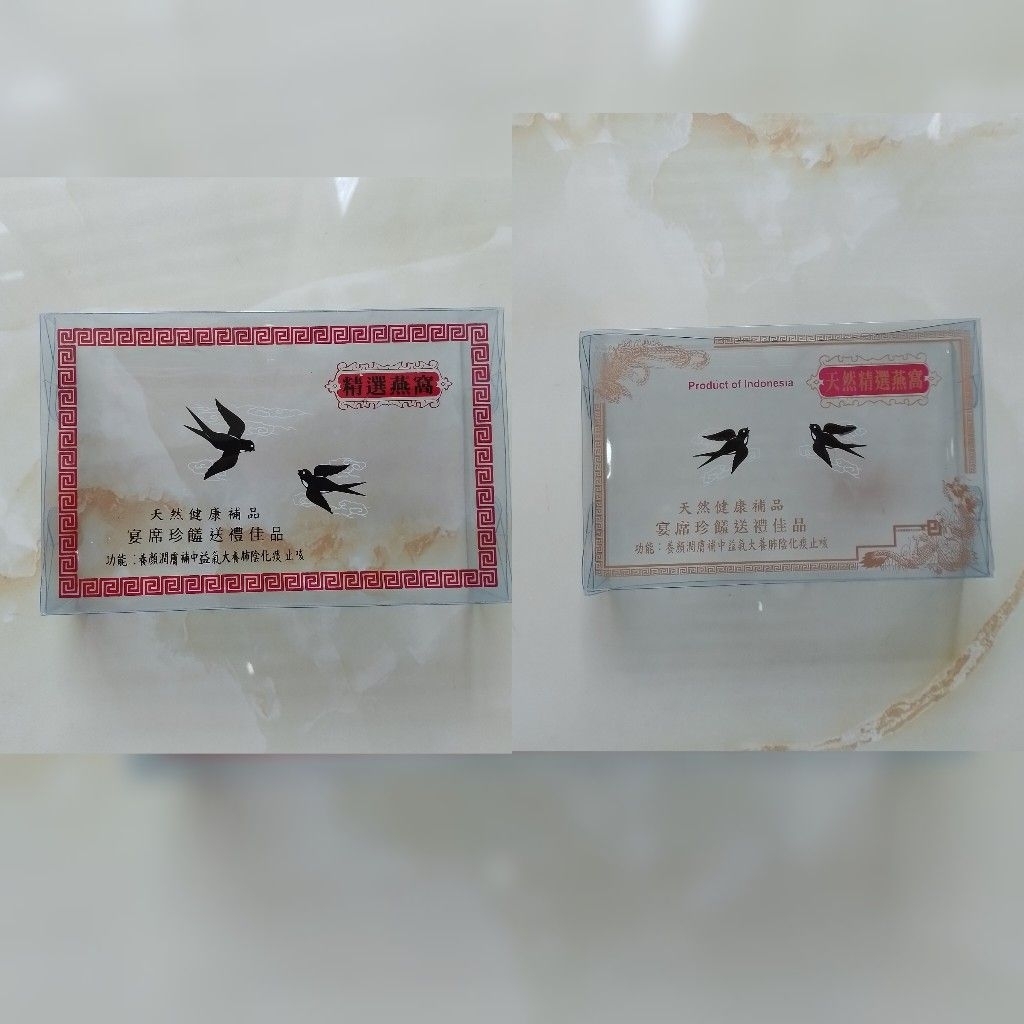 精選燕窩
天然健康補品
宴席珍饈送禮佳品
功能：養顏潤膚補中益氣大養肺陰化痰止咳
Product of Indonesia
天然精選燕窩
天然健康補品
宴席珍饈送禮佳品
功能：養顏潤膚補中益氣大養肺陰化痰止咳